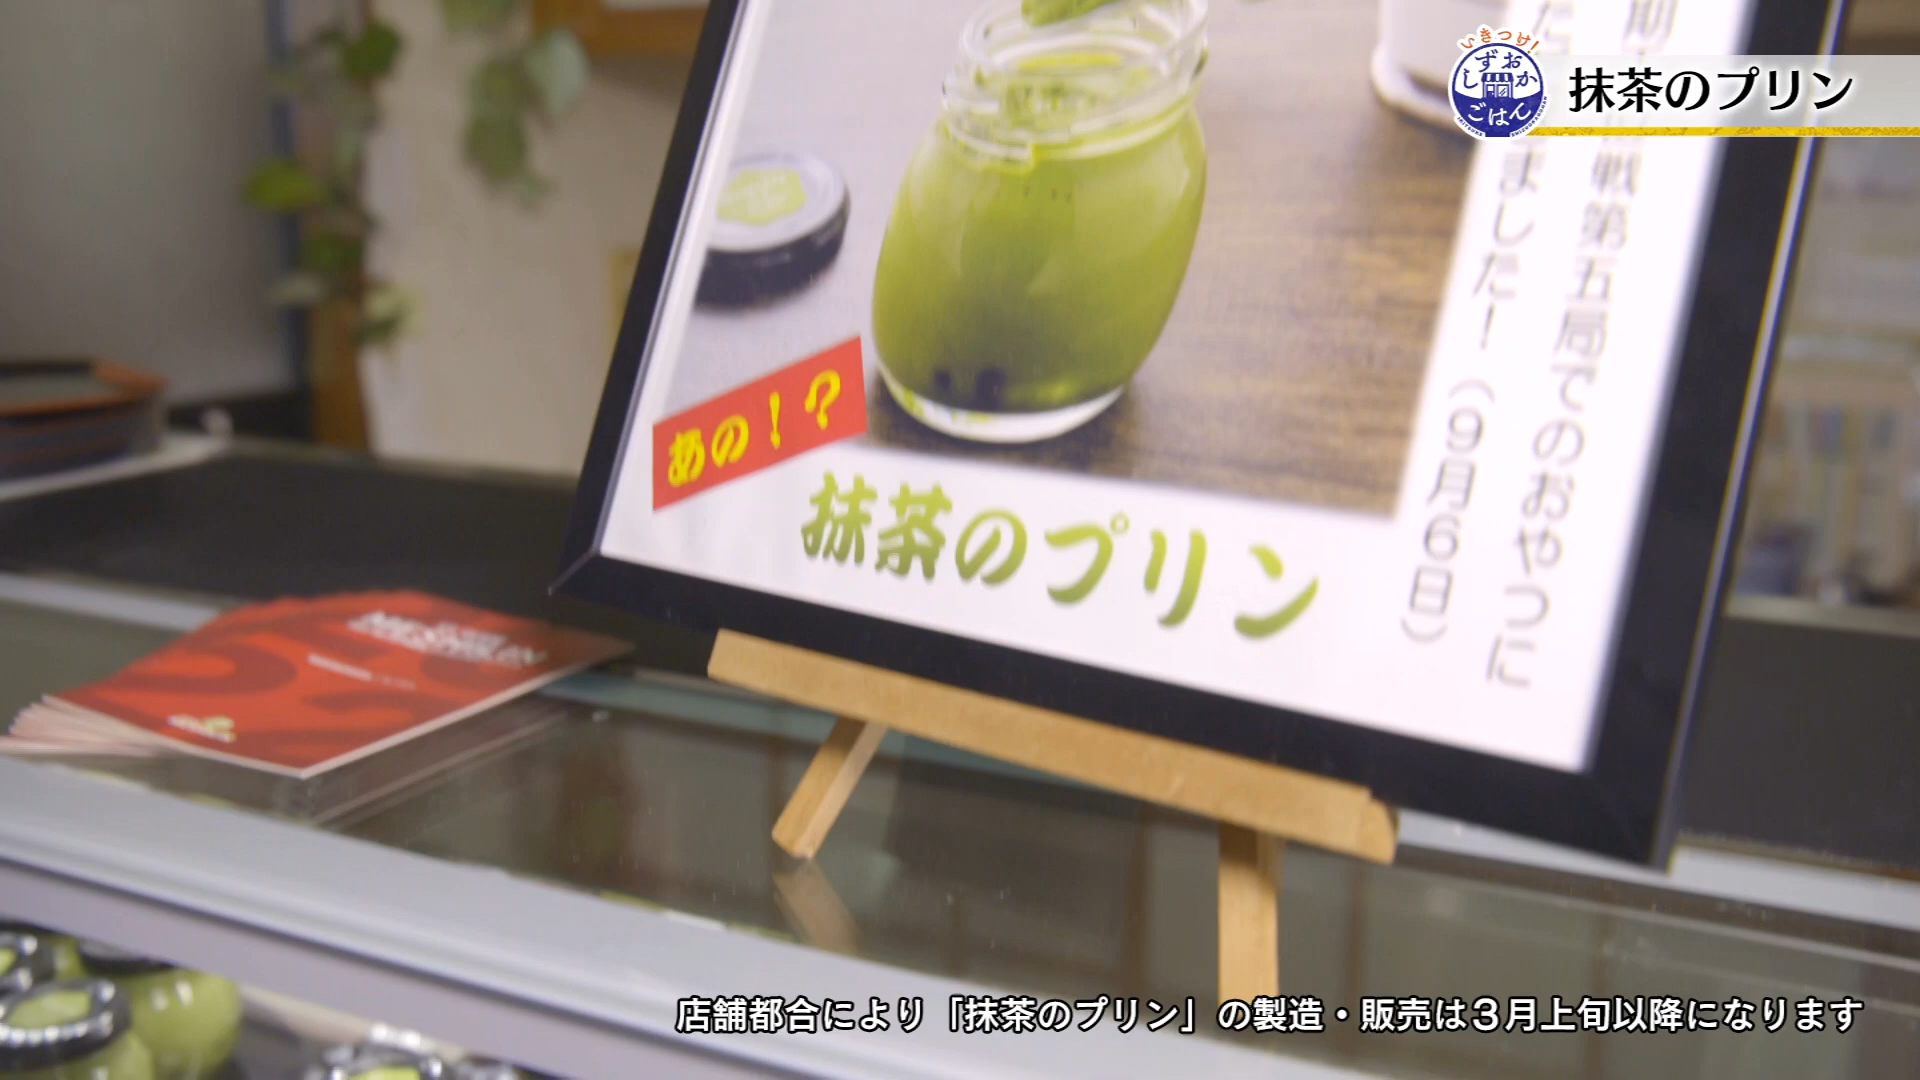 いきつけ!
しずおか
ごはん
抹茶のプリン
戦第五局でのおやつに
ました！（９月６日）
あの！？
抹茶のプリン
店舗都合により「抹茶のプリン」の製造・販売は３月上旬以降になります